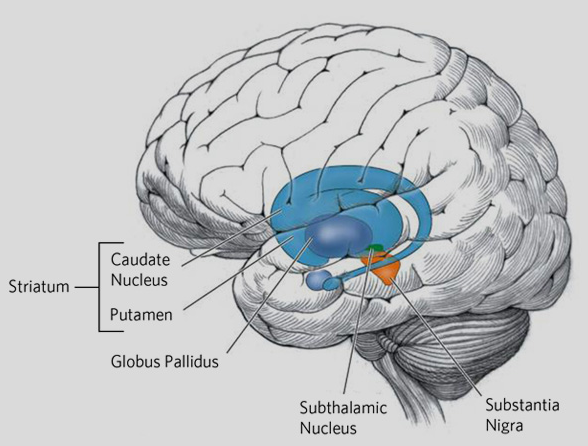 Striatum
Caudate
Nucleus
Putamen
Globus Pallidus
Subthalamic
Nucleus
Substantia
Nigra